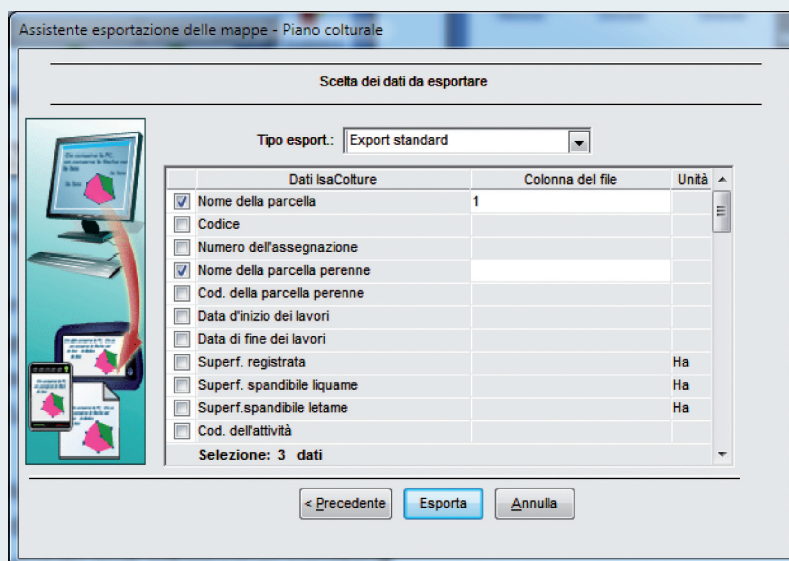 Assistente esportazione delle mappe - Piano colturale
Scelta dei dati da esportare
Tipo esport.: Export standard
Dati IsaColture Colonna del file Unità
Nome della parcella 1
Codice
Numero dell'assegnazione
Nome della parcella perenne
Cod. della parcella perenne
Data d'inizio dei lavori
Data di fine dei lavori
Superf. registrata Ha
Superf. spandibile liquame Ha
Superf.spandibile letame Ha
Cod. dell'attività
Selezione: 3 dati
< Precedente Esporta Annulla